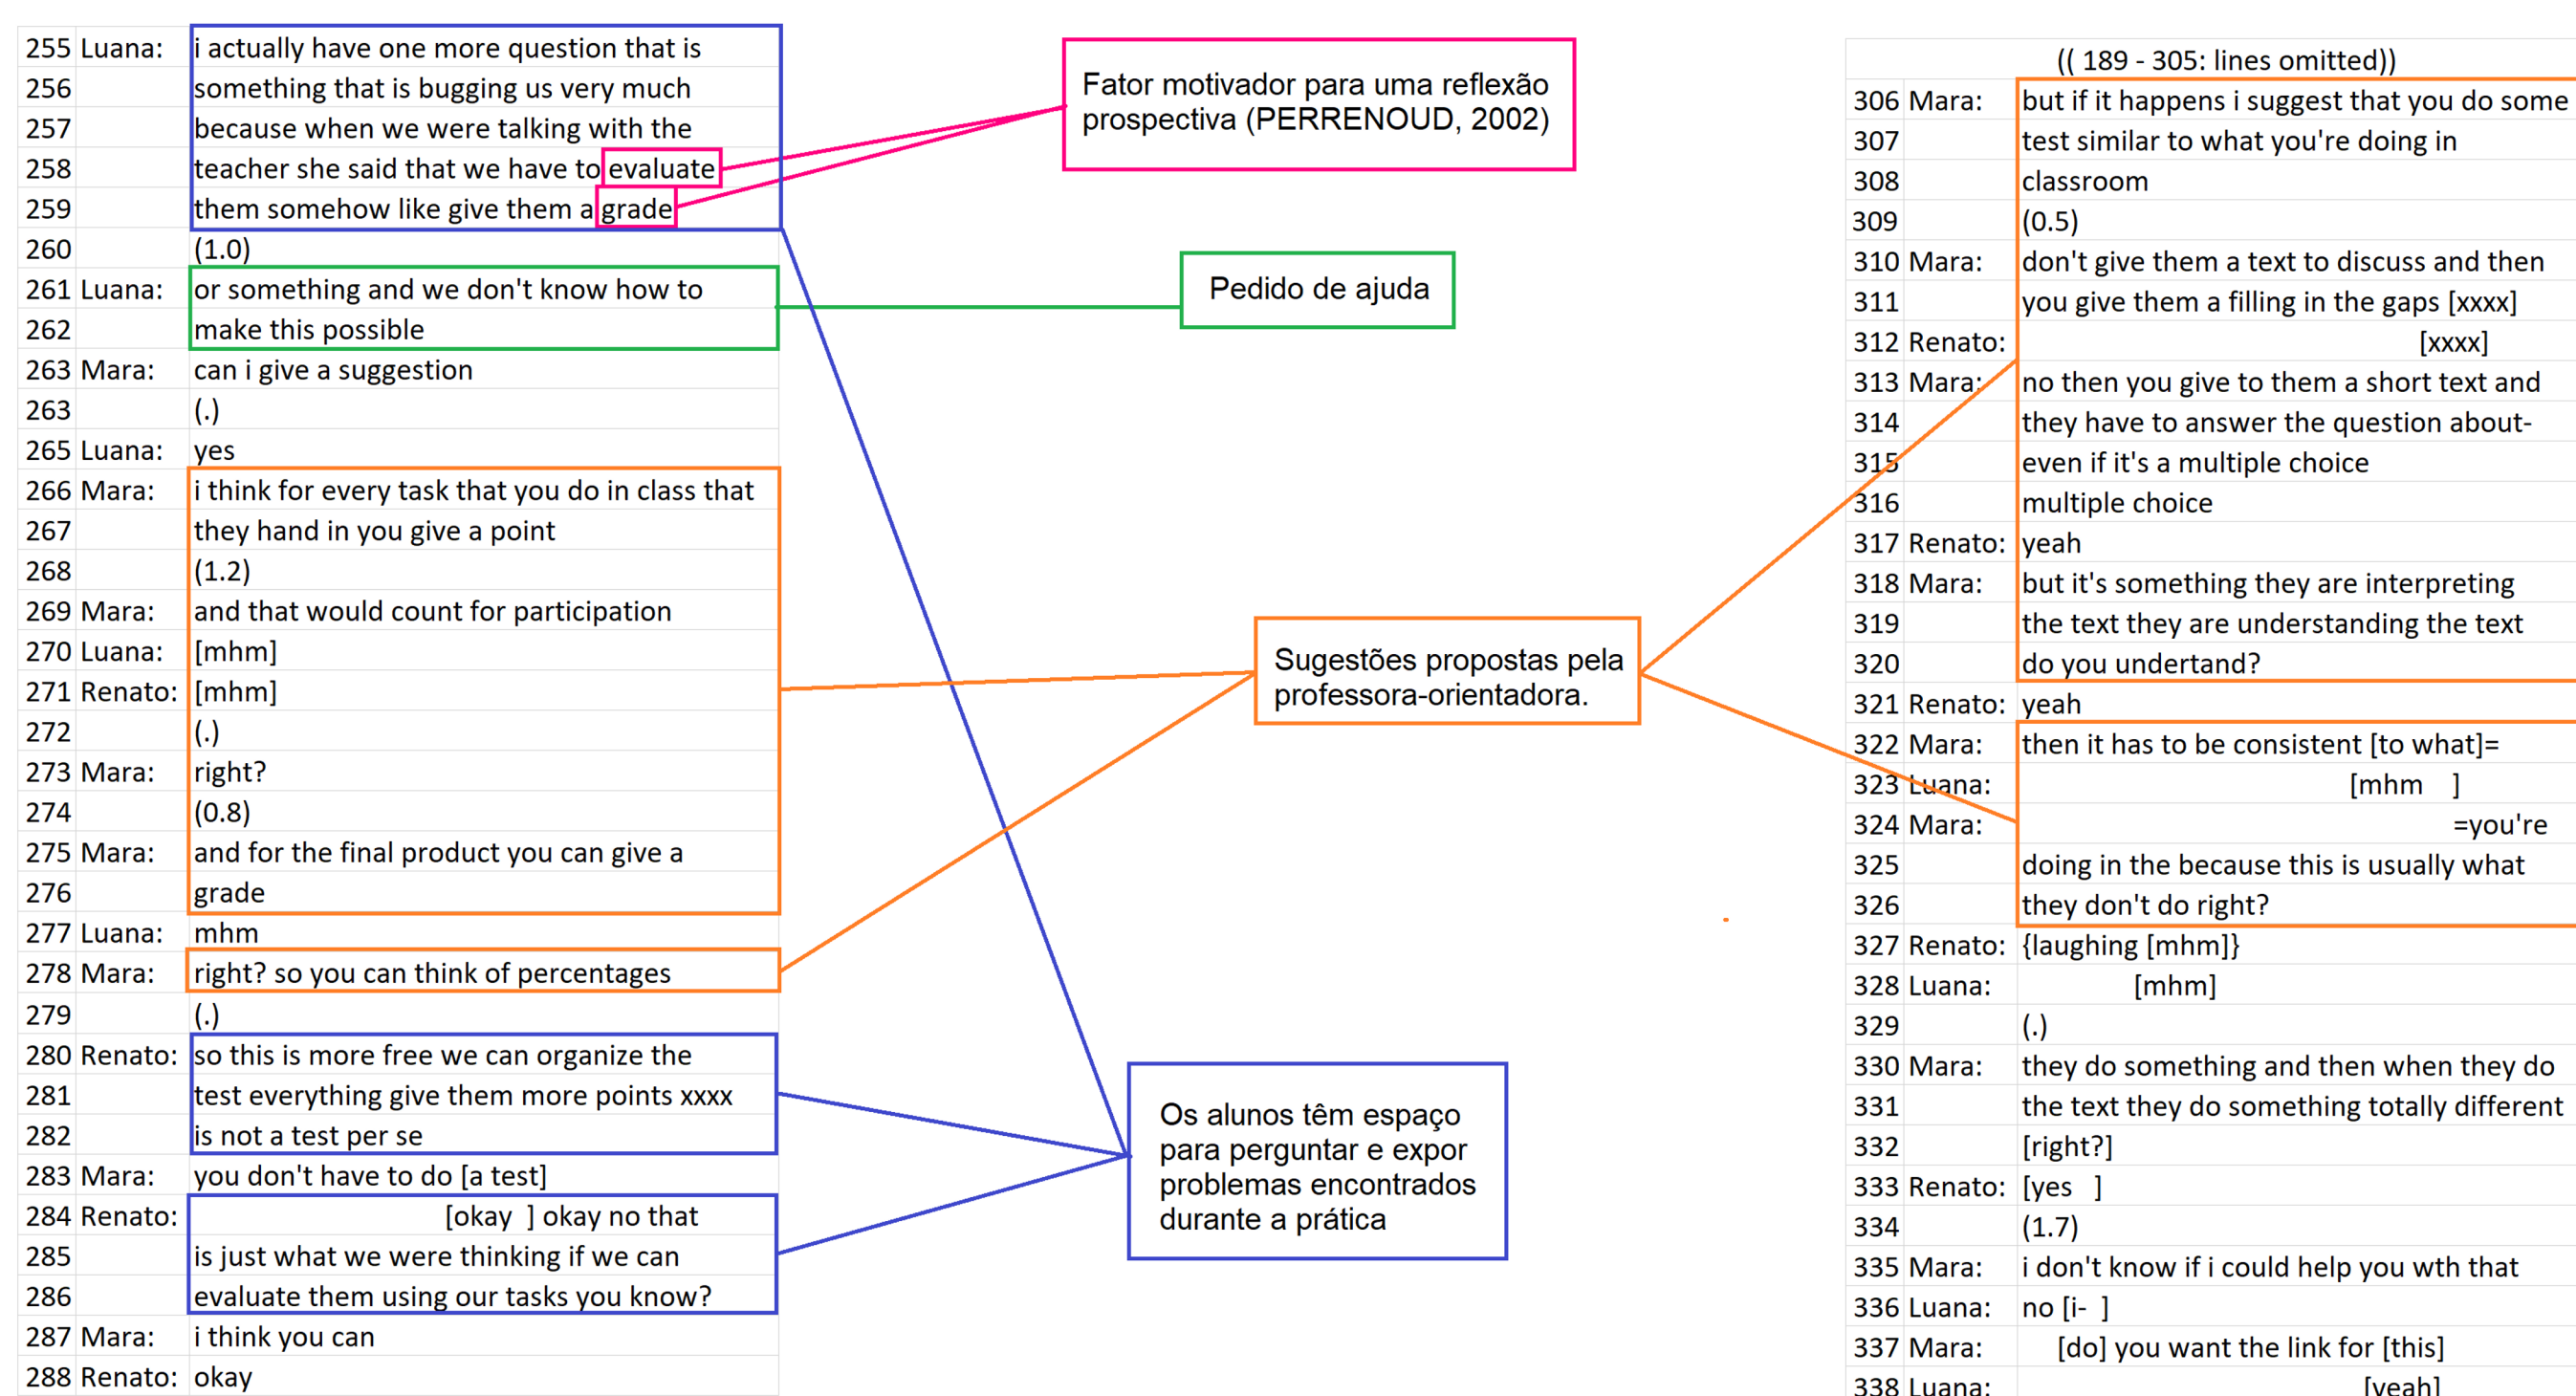 255 Luana: i actually have one more question that is
256 something that is bugging us very much
257 because when we were talking with the
258 teacher she said that we have to evaluate
259 them somehow like give them a grade
260 (1.0)
261 Luana: or something and we don't know how to
262 make this possible
263 Mara: can i give a suggestion
263 (.)
265 Luana: yes
266 Mara: i think for every task that you do in class that
267 they hand in you give a point
268 (1.2)
269 Mara: and that would count for participation
270 Luana: [mhm]
271 Renato: [mhm]
272 (.)
273 Mara: right?
274 (0.8)
275 Mara: and for the final product you can give a
276 grade
277 Luana: mhm
278 Mara: right? so you can think of percentages
279 (.)
280 Renato: so this is more free we can organize the
281 test everything give them more points xxxx
282 is not a test per se
283 Mara: you don't have to do [a test]
284 Renato: [okay ] okay no that
285 is just what we were thinking if we can
286 evaluate them using our tasks you know?
287 Mara: i think you can
288 Renato: okay
Fator motivador para uma reflexão
prospectiva (PERRENOUD, 2002)
Pedido de ajuda
Sugestões propostas pela
professora-orientadora.
Os alunos têm espaço
para perguntar e expor
problemas encontrados
durante a prática
(( 189 - 305: lines omitted))
306 Mara: but if it happens i suggest that you do some
307 test similar to what you're doing in
308 classroom
309 (0.5)
310 Mara: don't give them a text to discuss and then
311 you give them a filling in the gaps [xxxx]
312 Renato: [xxxx]
313 Mara: no then you give to them a short text and
314 they have to answer the question about-
315 even if it's a multiple choice
316 multiple choice
317 Renato: yeah
318 Mara: but it's something they are interpreting
319 the text they are understanding the text
320 do you undertand?
321 Renato: yeah
322 Mara: then it has to be consistent [to what]=
323 Luana: [mhm ]
324 Mara: =you're
325 doing in the because this is usually what
326 they don't do right?
327 Renato: {laughing [mhm]}
328 Luana: [mhm]
329 (.)
330 Mara: they do something and then when they do
331 the text they do something totally different
332 [right?]
333 Renato: [yes ]
334 (1.7)
335 Mara: i don't know if i could help you wth that
336 Luana: no [i- ]
337 Mara: [do] you want the link for [this]
338 Luana: [yeah]